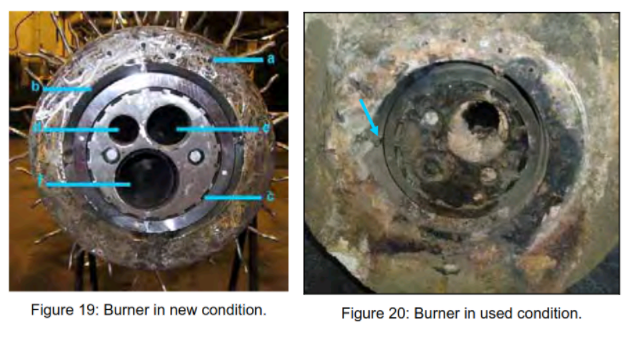 a
b
d
e
f
c
Figure 19: Burner in new condition.
Figure 20: Burner in used condition.